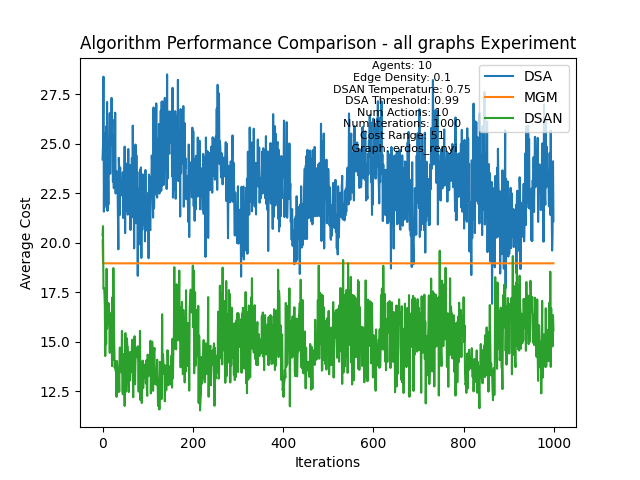 Algorithm Performance Comparison - all graphs Experiment
Agents: 10
Edge Density: 0.1
DSAN Temperature: 0.75
DSA Threshold: 0.99
Num Actions: 10
Num Iterations: 1000
Cost Range: 51
Graph: erdos_renyi
DSA
MGM
DSAN
Average Cost
27.5
25.0
22.5
20.0
17.5
15.0
12.5
0 200 400 600 800 1000
Iterations